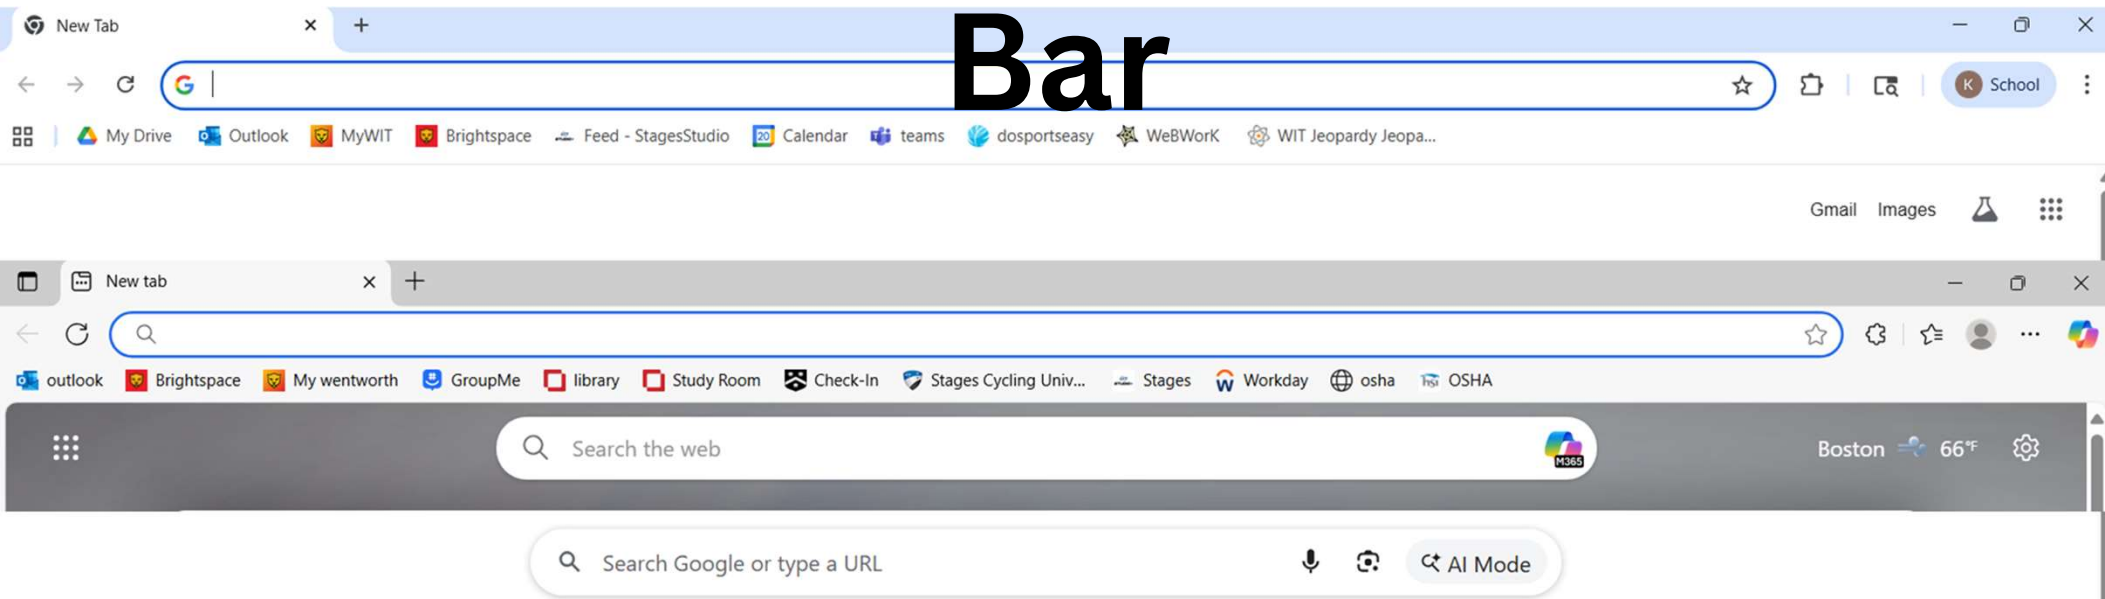 Bar
New Tab
G
K School
My Drive Outlook MyWIT Brightspace Feed - StagesStudio 20 Calendar teams dosportseasy WeBWorK WIT Jeopardy Jeopa...
Gmail Images
New tab
outlook Brightspace My wentworth GroupMe library Study Room Check-In Stages Cycling Univ... Stages Workday osha OSHA
Search the web M365 Boston 66°F
Search Google or type a URL AI Mode